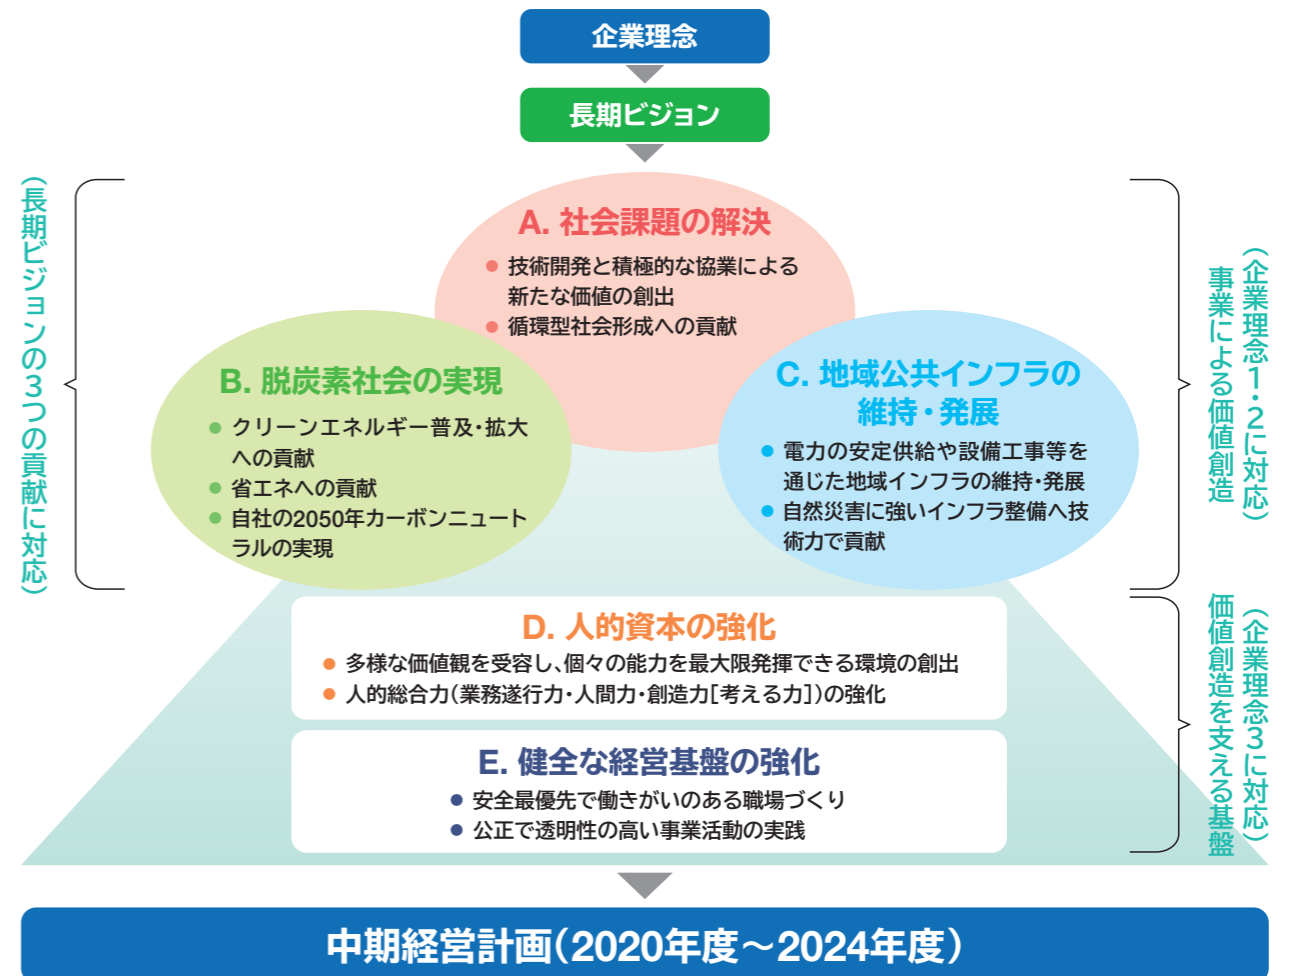 企業理念
長期ビジョン
(長期ビジョンの3つの貢献に対応)
A. 社会課題の解決
● 技術開発と積極的な協業による
新たな価値の創出
● 循環型社会形成への貢献
B. 脱炭素社会の実現
● クリーンエネルギー普及・拡大
への貢献
● 省エネへの貢献
● 自社の2050年カーボンニュート
ラルの実現
C. 地域公共インフラの
維持・発展
● 電力の安定供給や設備工事等を
通じた地域インフラの維持・発展
● 自然災害に強いインフラ整備へ技
術力で貢献
事業による価値創造
(企業理念1・2に対応)
D. 人的資本の強化
● 多様な価値観を受容し、個々の能力を最大限発揮できる環境の創出
● 人的総合力(業務遂行力・人間力・創造力[考える力])の強化
E. 健全な経営基盤の強化
● 安全最優先で働きがいのある職場づくり
● 公正で透明性の高い事業活動の実践
価値創造を支える基盤
(企業理念3に対応)
中期経営計画(2020年度〜2024年度)